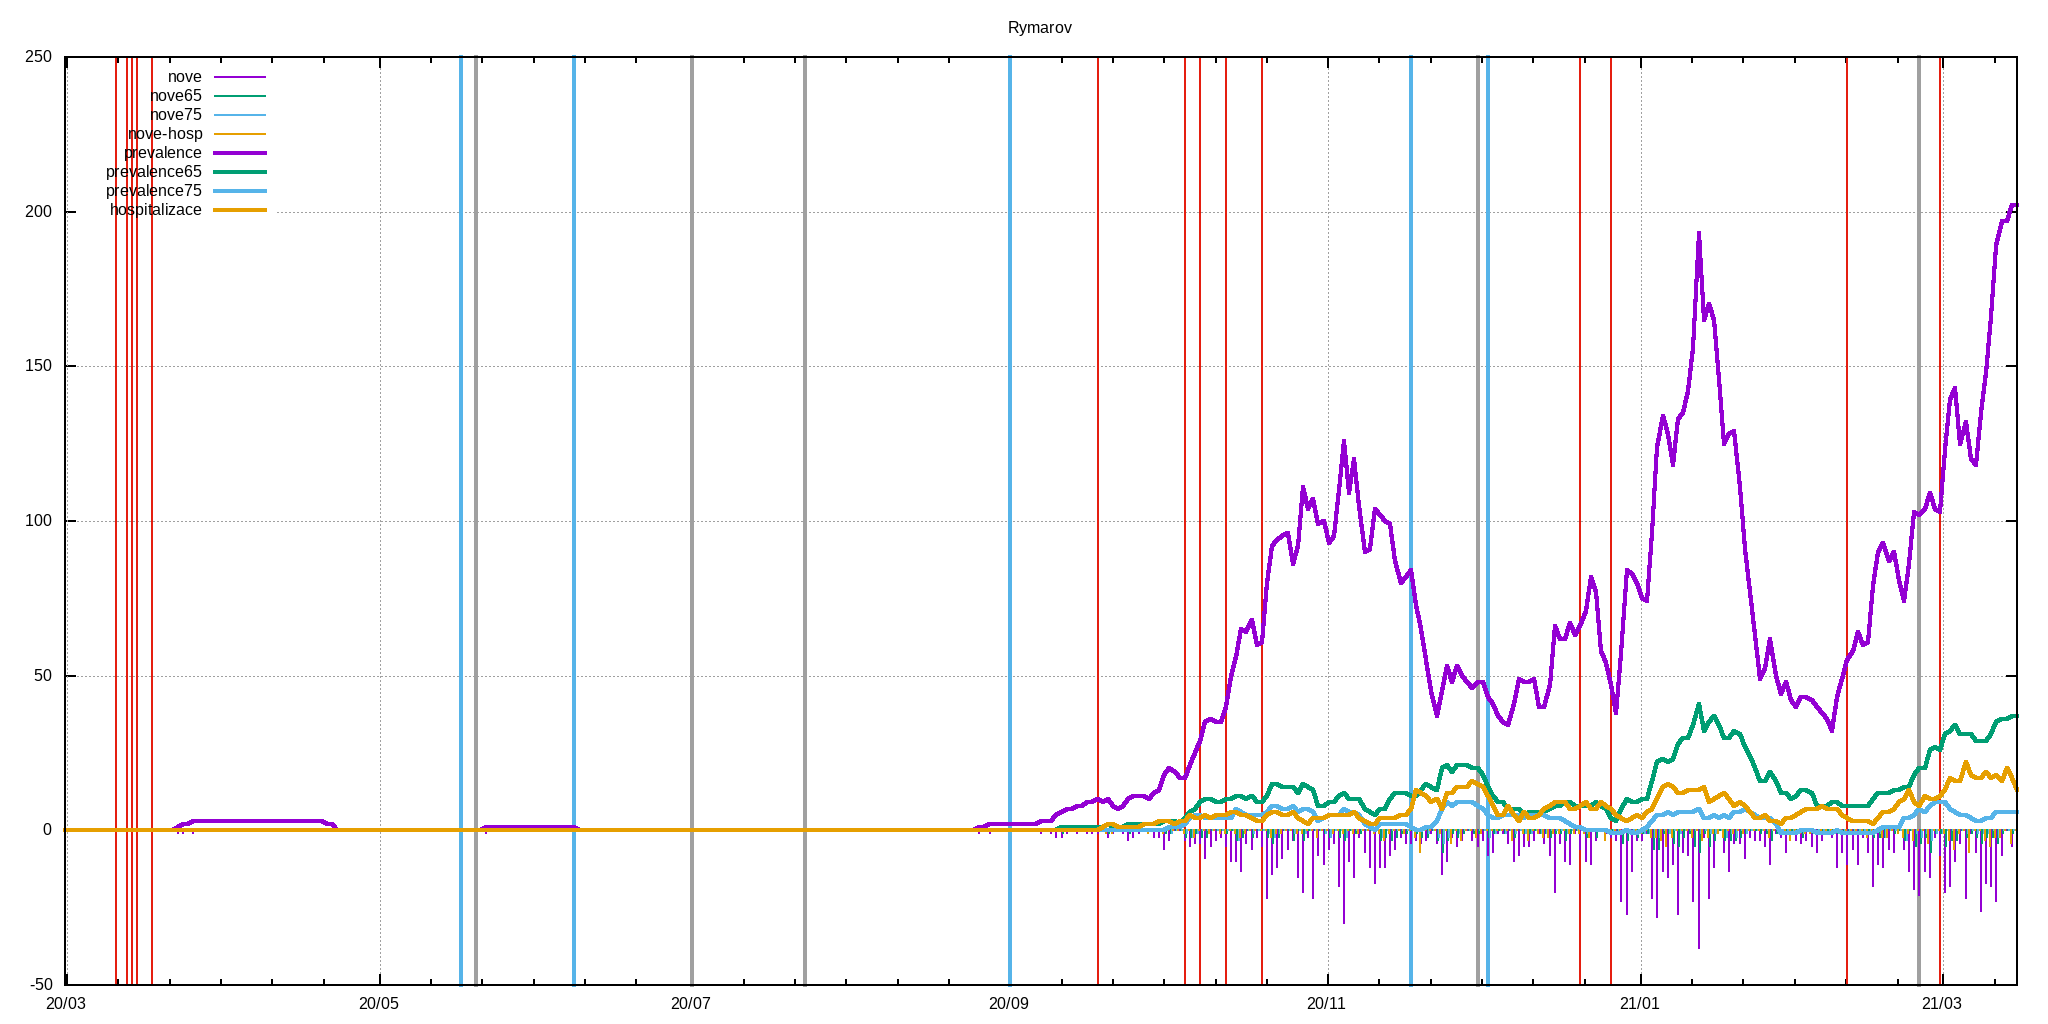 Rymarov
250
200
150
100
50
0
-50
nove
nove65
nove75
nove-hosp
prevalence
prevalence65
prevalence75
hospitalizace
20/03 20/05 20/07 20/09 20/11 21/01 21/03